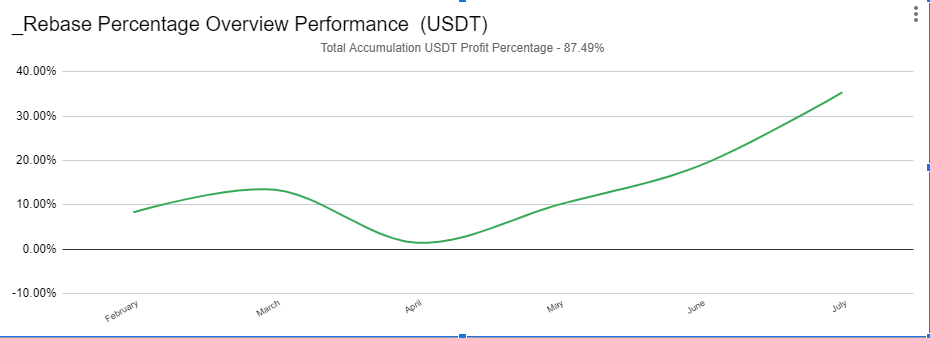 _Rebase Percentage Overview Performance (USDT)
Total Accumulation USDT Profit Percentage - 87.49%
40.00%
30.00%
20.00%
10.00%
0.00%
-10.00%
February
March
April
May
June
July